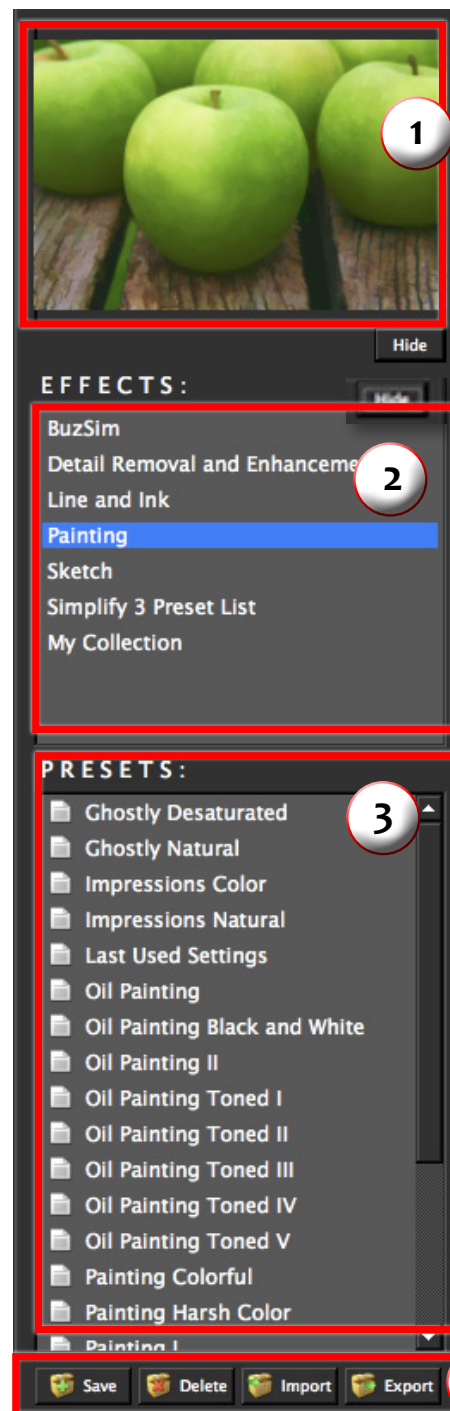 1
Hide
EFFECTS:
Hide
BuzSim
Detail Removal and Enhanceme
2
Line and Ink
Painting
Sketch
Simplify 3 Preset List
My Collection
PRESETS:
Ghostly Desaturated
3
Ghostly Natural
Impressions Color
Impressions Natural
Last Used Settings
Oil Painting
Oil Painting Black and White
Oil Painting II
Oil Painting Toned I
Oil Painting Toned II
Oil Painting Toned III
Oil Painting Toned IV
Oil Painting Toned V
Painting Colorful
Painting Harsh Color
Painting I
Save Delete Import Export